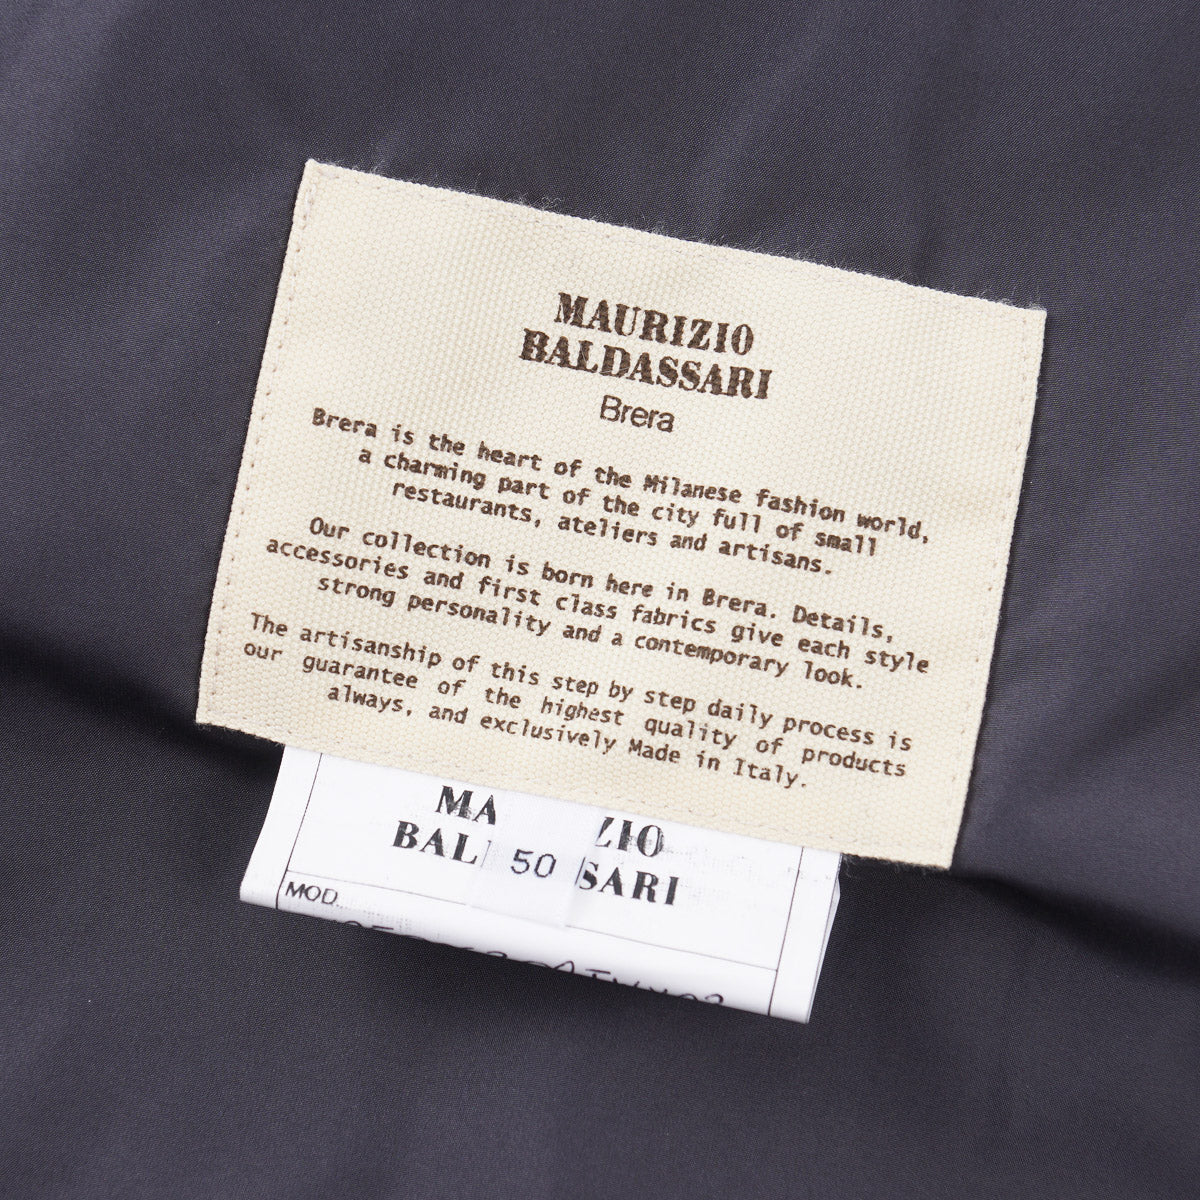 MAURIZIO
BALDASSARI
Brera
Brera is the heart of the Milanese fashion world,
a charming part of the city full of small
restaurants, ateliers and artisans.
Our collection is born here in Brera. Details,
accessories and first class fabrics give each style
strong personality and a contemporary look.
The artisanship of this step by step daily process is
our guarantee of the highest quality of products
always, and exclusively Made in Italy.
MA ZIO
BAL 50 SSARI
MOD.